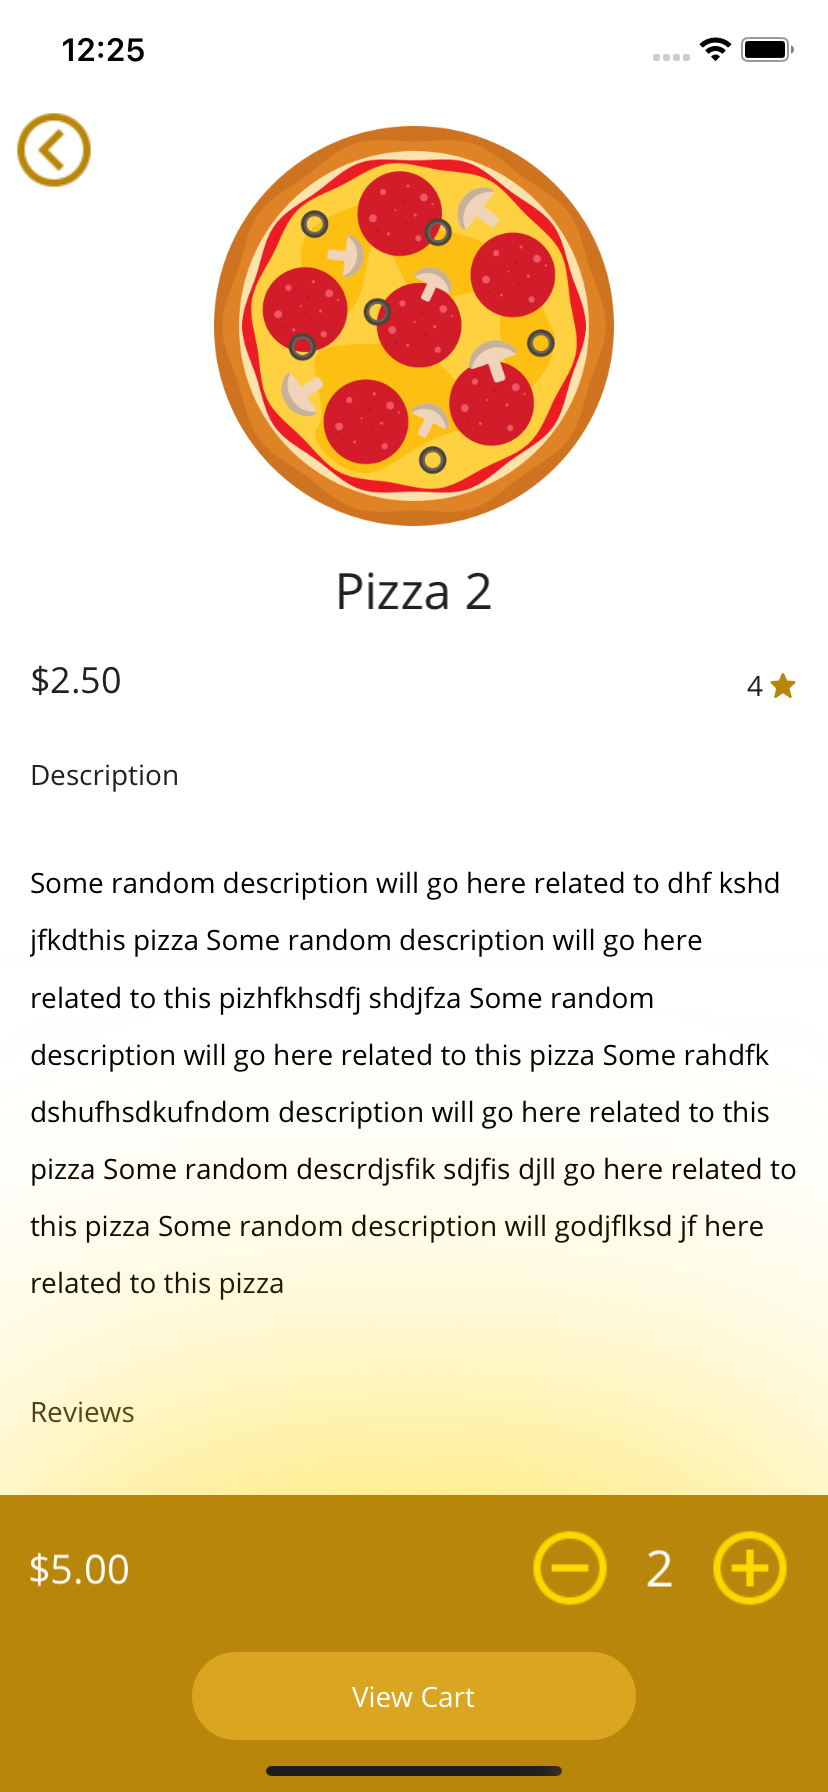 12:25
Pizza 2
$2.50
4
Description
Some random description will go here related to dhf kshd
jfkdthis pizza Some random description will go here
related to this pizhfkhsdfj shdjfza Some random
description will go here related to this pizza Some rahdfk
dshufhsdkufndom description will go here related to this
pizza Some random descrdjsfik sdjfis djll go here related to
this pizza Some random description will godjflksd jf here
related to this pizza
Reviews
$5.00
2
View Cart